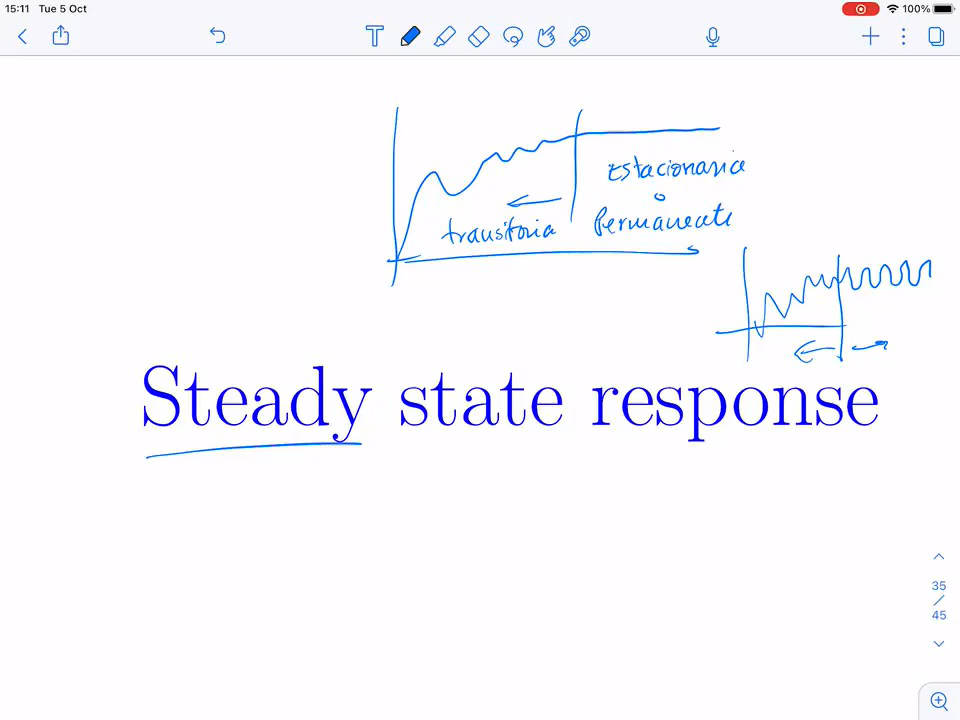 15:11 Tue 5 Oct
100%
T
Estacionaria
o
Permanente
transitoria
Steady state response
35
/
45